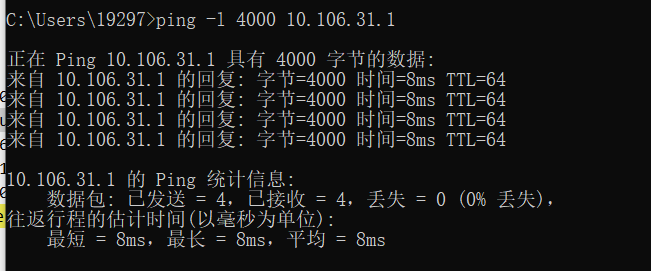 C:\Users\19297>ping -l 4000 10.106.31.1
正在 Ping 10.106.31.1 具有 4000 字节的数据:
来自 10.106.31.1 的回复: 字节=4000 时间=8ms TTL=64
来自 10.106.31.1 的回复: 字节=4000 时间=8ms TTL=64
来自 10.106.31.1 的回复: 字节=4000 时间=8ms TTL=64
来自 10.106.31.1 的回复: 字节=4000 时间=8ms TTL=64
10.106.31.1 的 Ping 统计信息:
数据包: 已发送 = 4，已接收 = 4，丢失 = 0 (0% 丢失)，
往返行程的估计时间(以毫秒为单位):
最短 = 8ms，最长 = 8ms，平均 = 8ms